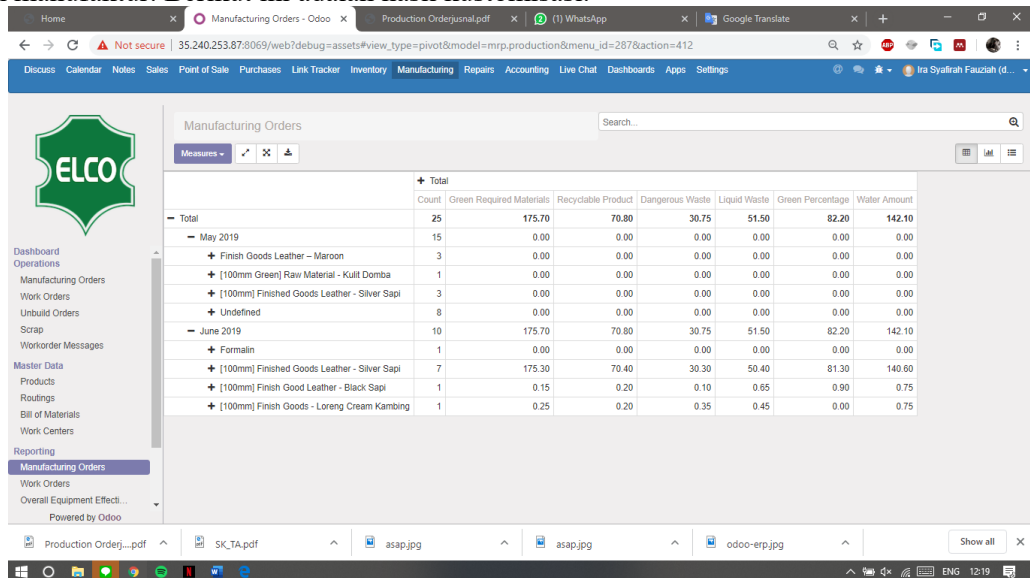 Home
Manufacturing Orders - Odoo
Production Orderjusnal.pdf
(1) WhatsApp
Google Translate
Not secure | 35.240.253.87:8069/web?debug=assets#view_type=pivot&model=mrp.production&menu_id=287&action=412
Discuss Calendar Notes Sales Point of Sale Purchases Link Tracker Inventory Manufacturing Repairs Accounting Live Chat Dashboards Apps Settings Ira Syafirah Fauziah (d...
ELCO
Manufacturing Orders
Search...
Measures
+ Total
Count Green Required Materials Recyclable Product Dangerous Waste Liquid Waste Green Percentage Water Amount
− Total 25 175.70 70.80 30.75 51.50 82.20 142.10
− May 2019 15 0.00 0.00 0.00 0.00 0.00 0.00
+ Finish Goods Leather – Maroon 3 0.00 0.00 0.00 0.00 0.00 0.00
+ [100mm Green] Raw Material - Kulit Domba 1 0.00 0.00 0.00 0.00 0.00 0.00
+ [100mm] Finished Goods Leather - Silver Sapi 3 0.00 0.00 0.00 0.00 0.00 0.00
+ Undefined 8 0.00 0.00 0.00 0.00 0.00 0.00
− June 2019 10 175.70 70.80 30.75 51.50 82.20 142.10
+ Formalin 1 0.00 0.00 0.00 0.00 0.00 0.00
+ [100mm] Finished Goods Leather - Silver Sapi 7 175.30 70.40 30.30 50.40 81.30 140.60
+ [100mm] Finish Good Leather - Black Sapi 1 0.15 0.20 0.10 0.65 0.90 0.75
+ [100mm] Finish Goods - Loreng Cream Kambing 1 0.25 0.20 0.35 0.45 0.00 0.75
Dashboard
Operations
Manufacturing Orders
Work Orders
Unbuild Orders
Scrap
Workorder Messages
Master Data
Products
Routings
Bill of Materials
Work Centers
Reporting
Manufacturing Orders
Work Orders
Overall Equipment Effecti...
Powered by Odoo
Production Orderj....pdf
SK_TA.pdf
asap.jpg
asap.jpg
odoo-erp.jpg
Show all
ENG 12:19